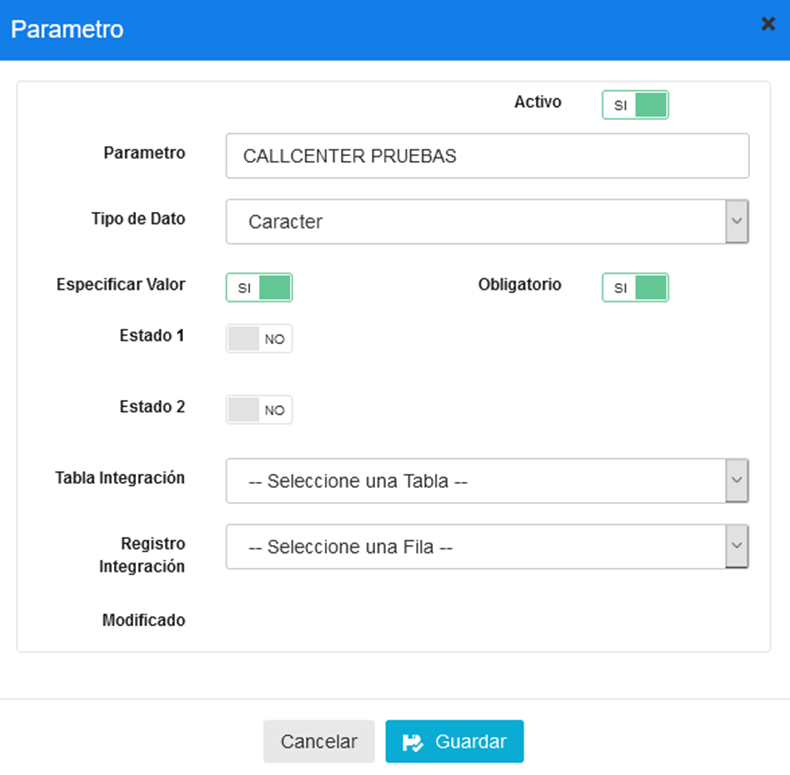 Parametro
Activo SI
Parametro CALLCENTER PRUEBAS
Tipo de Dato Caracter
Especificar Valor SI Obligatorio SI
Estado 1 NO
Estado 2 NO
Tabla Integración -- Seleccione una Tabla --
Registro Integración -- Seleccione una Fila --
Modificado
Cancelar Guardar